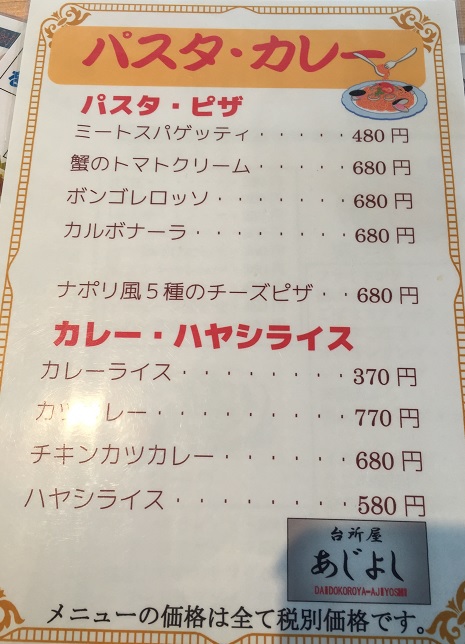 パスタ・カレー
パスタ・ピザ
ミートスパゲッティ・・・・・・480円
蟹のトマトクリーム・・・・・・680円
ボンゴレロッソ・・・・・・・680円
カルボナーラ・・・・・・・・680円
ナポリ風5種のチーズピザ・・680円
カレー・ハヤシライス
カレーライス・・・・・・・・370円
カツカレー・・・・・・・・・770円
チキンカツカレー・・・・・・680円
ハヤシライス・・・・・・・・580円
台所屋
あじよし
DAIDOKOROYA-AJIYOSHI
メニューの価格は全て税別価格です。